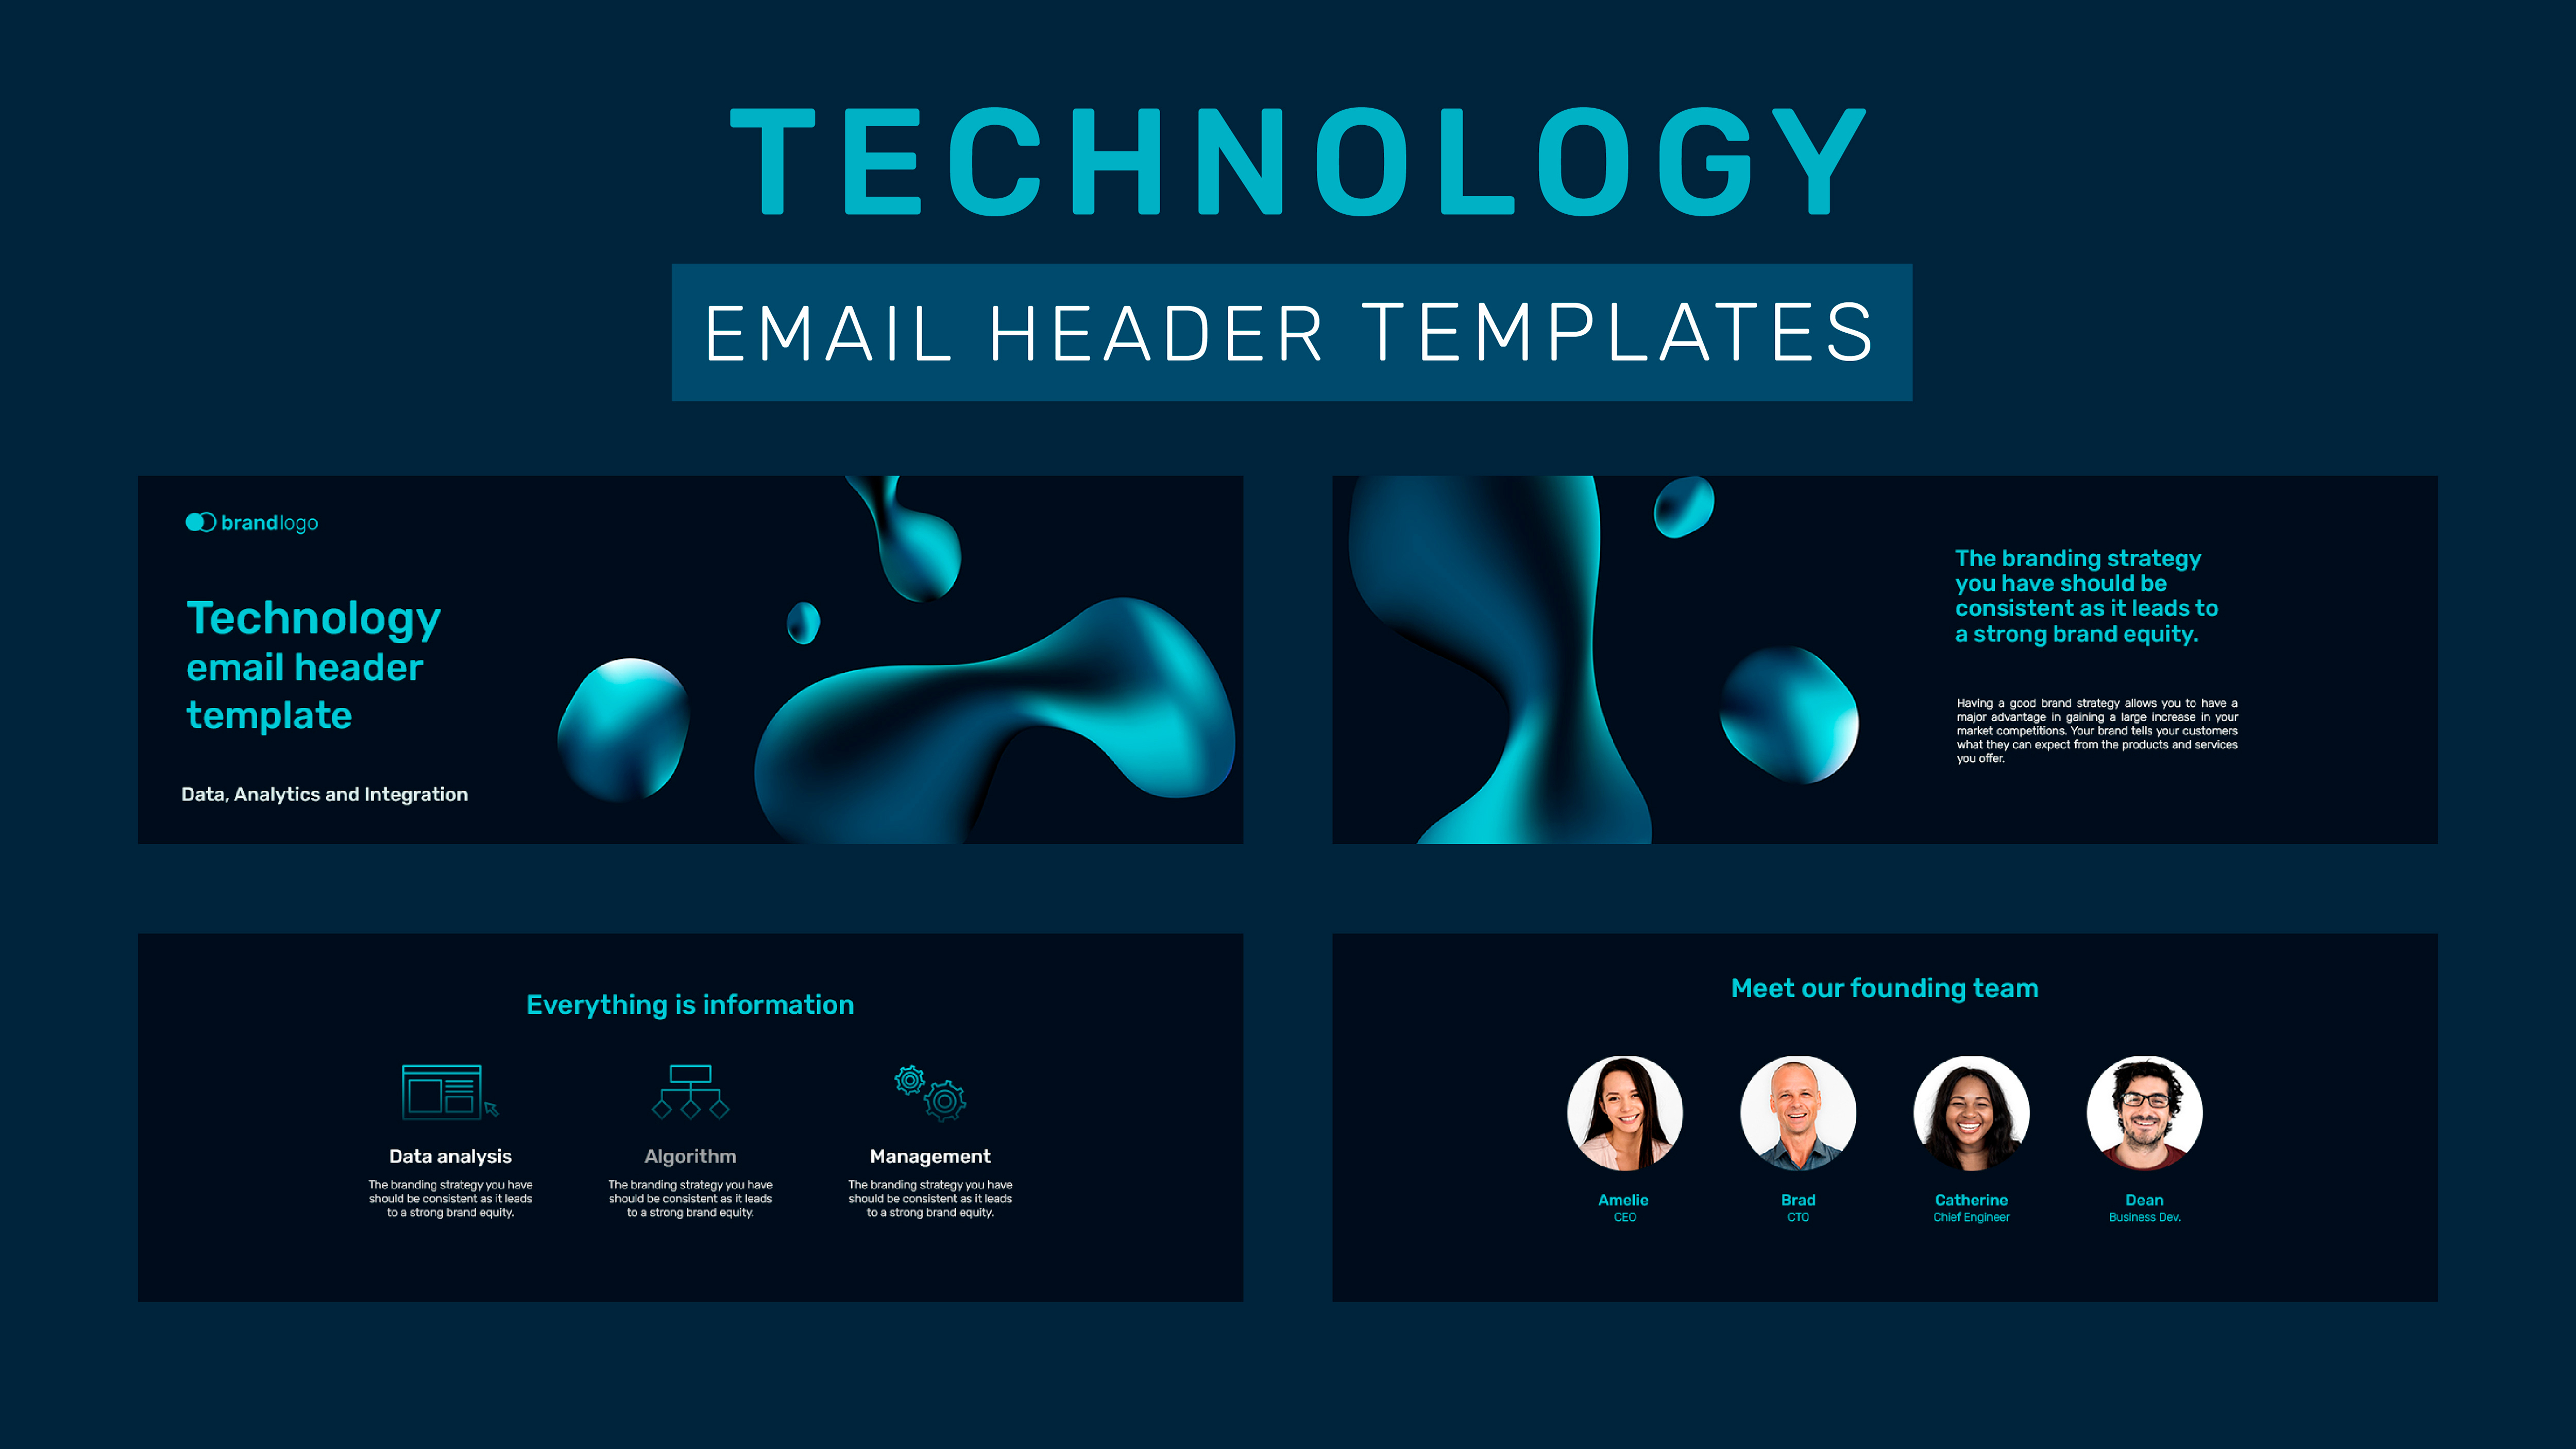 TECHNOLOGY
EMAIL HEADER TEMPLATES
brandlogo
Technology
email header
template
Data, Analytics and Integration
The branding strategy
you have should be
consistent as it leads to
a strong brand equity.
Having a good brand strategy allows you to have a
major advantage in gaining a large increase in your
market competitions. Your brand tells your customers
what they can expect from the products and services
you offer.
Everything is information
Data analysis
The branding strategy you have
should be consistent as it leads
to a strong brand equity.
Algorithm
The branding strategy you have
should be consistent as it leads
to a strong brand equity.
Management
The branding strategy you have
should be consistent as it leads
to a strong brand equity.
Meet our founding team
Amelie
CEO
Brad
CTO
Catherine
Chief Engineer
Dean
Business Dev.